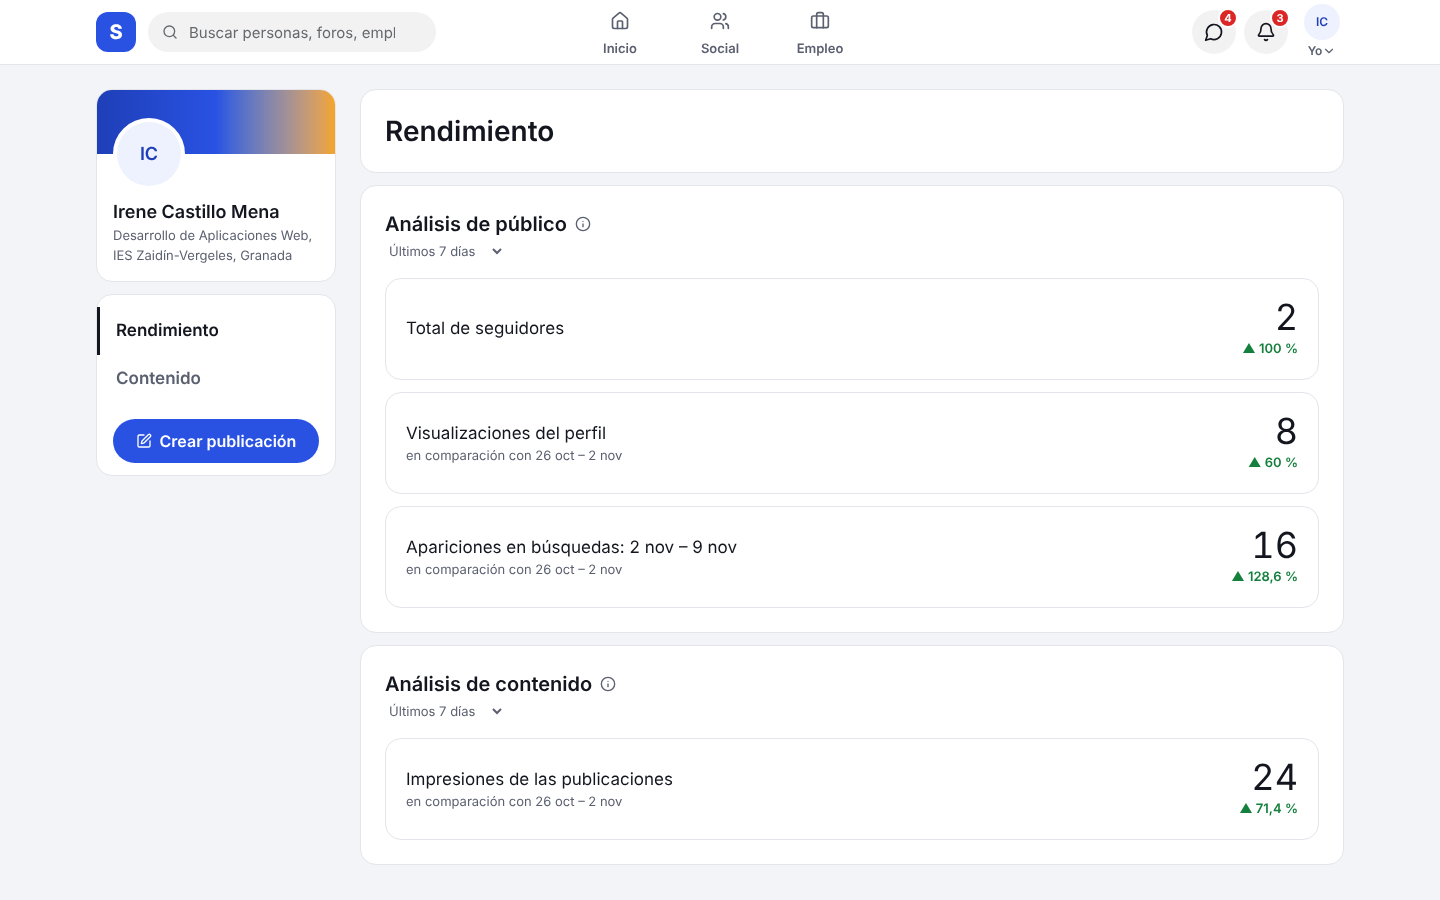 S
Buscar personas, foros, empl
Inicio
Social
Empleo
4
3
IC
Yo
IC
Irene Castillo Mena
Desarrollo de Aplicaciones Web,
IES Zaidín-Vergeles, Granada
Rendimiento
Contenido
Crear publicación
Rendimiento
Análisis de público
Últimos 7 días
Total de seguidores
2
▲ 100 %
Visualizaciones del perfil
en comparación con 26 oct – 2 nov
8
▲ 60 %
Apariciones en búsquedas: 2 nov – 9 nov
en comparación con 26 oct – 2 nov
16
▲ 128,6 %
Análisis de contenido
Últimos 7 días
Impresiones de las publicaciones
en comparación con 26 oct – 2 nov
24
▲ 71,4 %